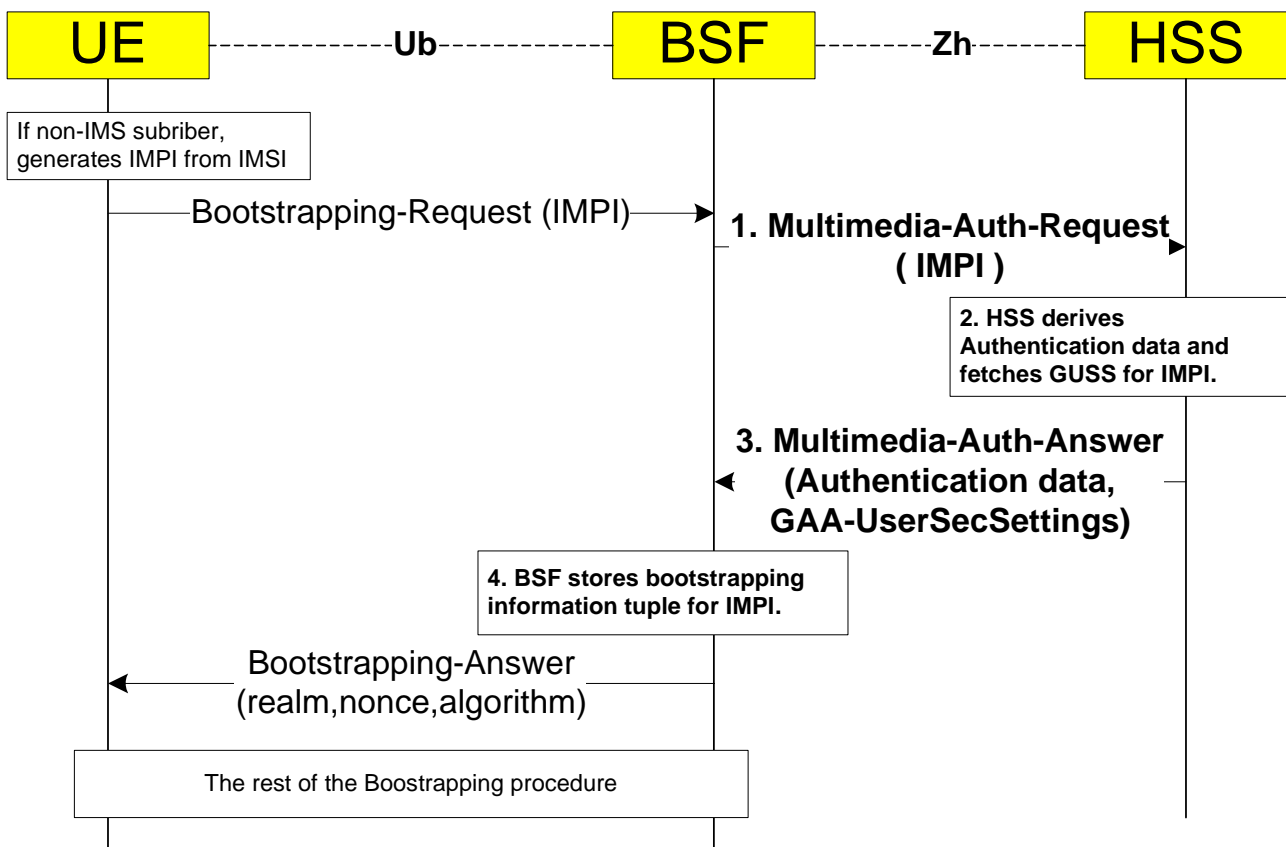 UE
Ub
BSF
Zh
HSS
If non-IMS subriber,
generates IMPI from IMSI
Bootstrapping-Request (IMPI)
1. Multimedia-Auth-Request
( IMPI )
2. HSS derives
Authentication data and
fetches GUSS for IMPI.
3. Multimedia-Auth-Answer
(Authentication data,
GAA-UserSecSettings)
4. BSF stores bootstrapping
information tuple for IMPI.
Bootstrapping-Answer
(realm,nonce,algorithm)
The rest of the Boostrapping procedure